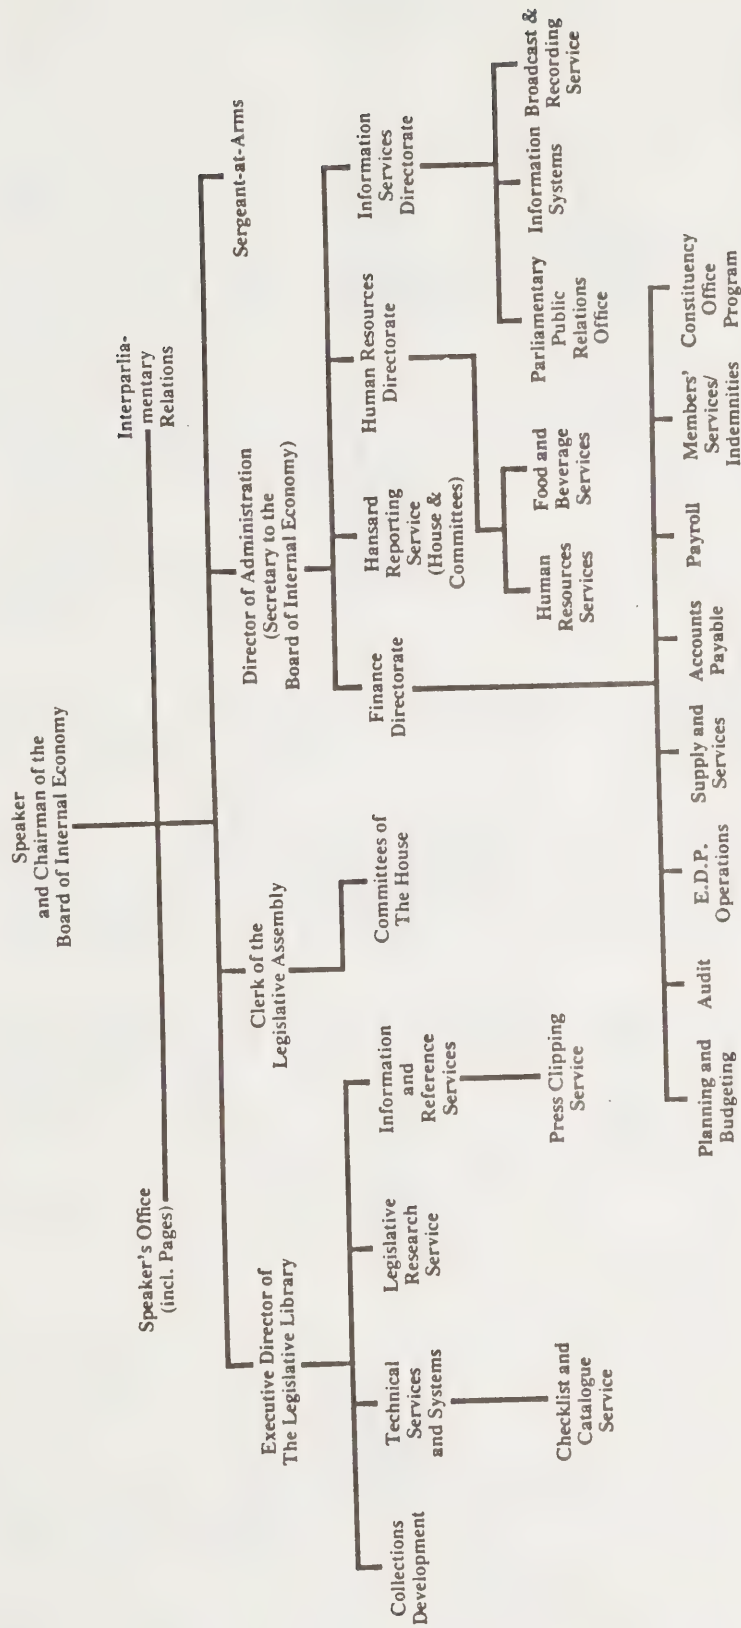 Speaker
and Chairman of the
Board of Internal Economy
Speaker's Office
(incl. Pages)
Interparlia-
mentary
Relations
Executive Director of
The Legislative Library
Clerk of the
Legislative Assembly
Director of Administration
(Secretary to the
Board of Internal Economy)
Sergeant-at-Arms
Collections
Development
Technical
Services
and Systems
Legislative
Research
Service
Information
and
Reference
Services
Committees of
The House
Finance
Directorate
Hansard
Reporting
Service
(House &
Committees)
Human Resources
Directorate
Information
Services
Directorate
Checklist and
Catalogue
Service
Press Clipping
Service
Human
Resources
Services
Food and
Beverage
Services
Parliamentary
Public
Relations
Office
Information
Systems
Broadcast &
Recording
Service
Planning and
Budgeting
Audit
E.D.P.
Operations
Supply and
Services
Accounts
Payable
Payroll
Members'
Services/
Indemnities
Constituency
Office
Program